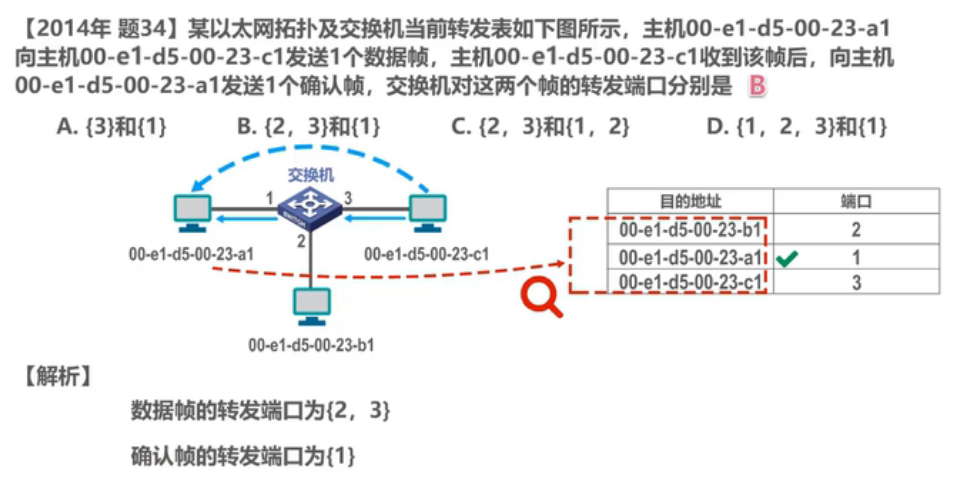 【2014年 题34】某以太网拓扑及交换机当前转发表如下图所示，主机00-e1-d5-00-23-a1
向主机00-e1-d5-00-23-c1发送1个数据帧，主机00-e1-d5-00-23-c1收到该帧后，向主机
00-e1-d5-00-23-a1发送1个确认帧，交换机对这两个帧的转发端口分别是 B
A. {3}和{1} B. {2，3}和{1} C. {2，3}和{1，2} D. {1，2，3}和{1}
交换机
1 3
SWITCH
2
00-e1-d5-00-23-a1 00-e1-d5-00-23-c1
00-e1-d5-00-23-b1
目的地址 端口
00-e1-d5-00-23-b1 2
00-e1-d5-00-23-a1 1
00-e1-d5-00-23-c1 3
【解析】
数据帧的转发端口为{2，3}
确认帧的转发端口为{1}